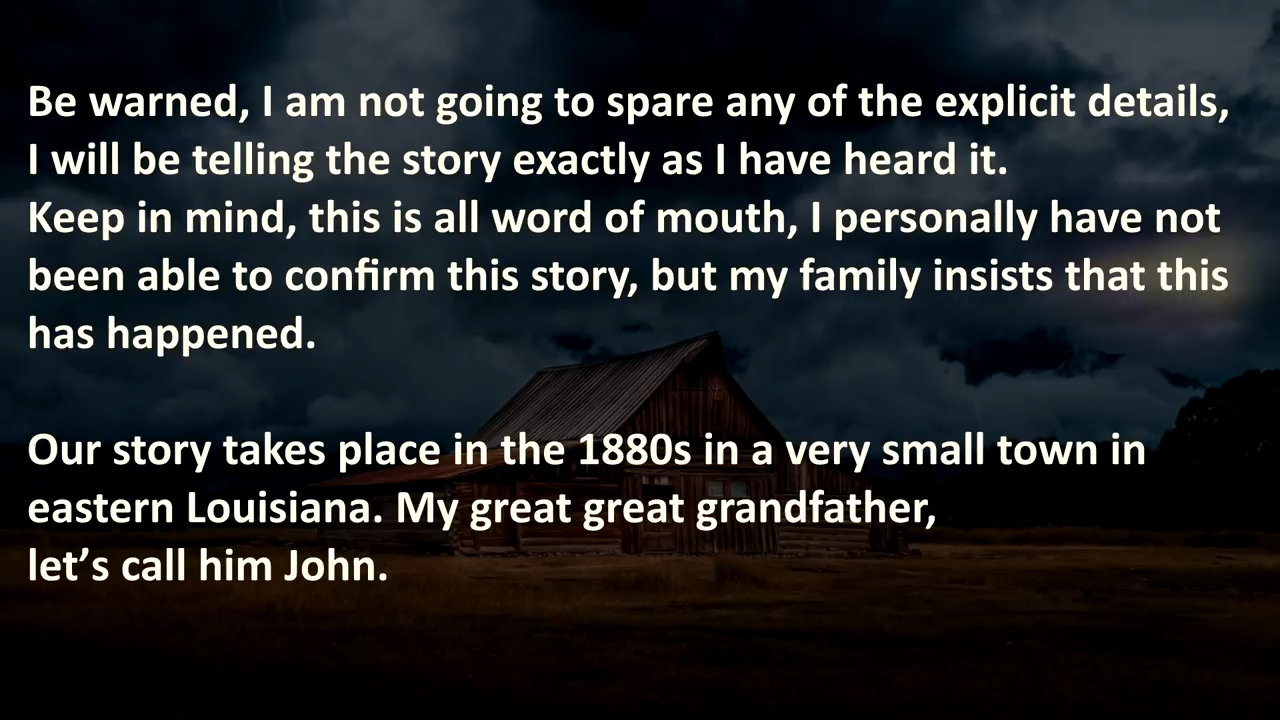 Be warned, I am not going to spare any of the explicit details,
I will be telling the story exactly as I have heard it.
Keep in mind, this is all word of mouth, I personally have not
been able to confirm this story, but my family insists that this
has happened.
Our story takes place in the 1880s in a very small town in
eastern Louisiana. My great great grandfather,
let’s call him John.